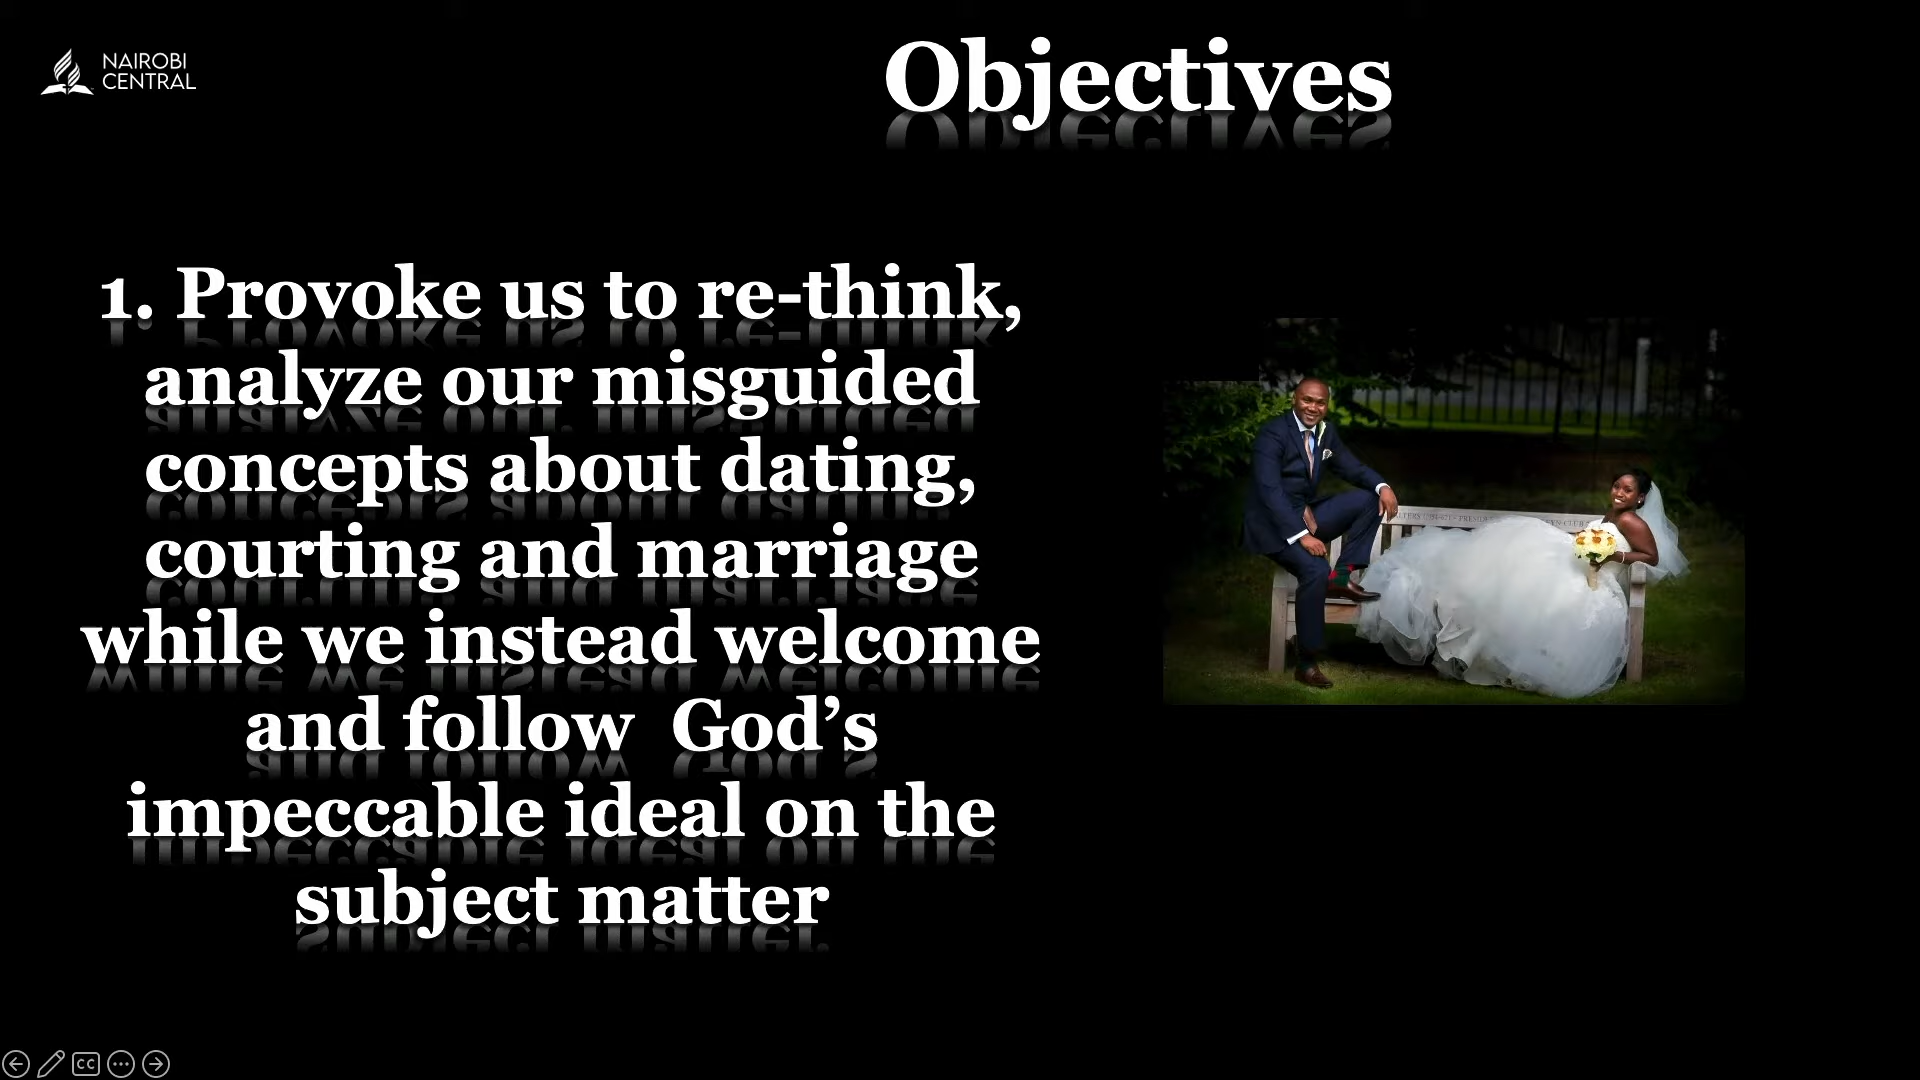 NAIROBI
CENTRAL
Objectives
1. Provoke us to re-think,
analyze our misguided
concepts about dating,
courting and marriage
while we instead welcome
and follow  God’s
impeccable ideal on the
subject matter
CC